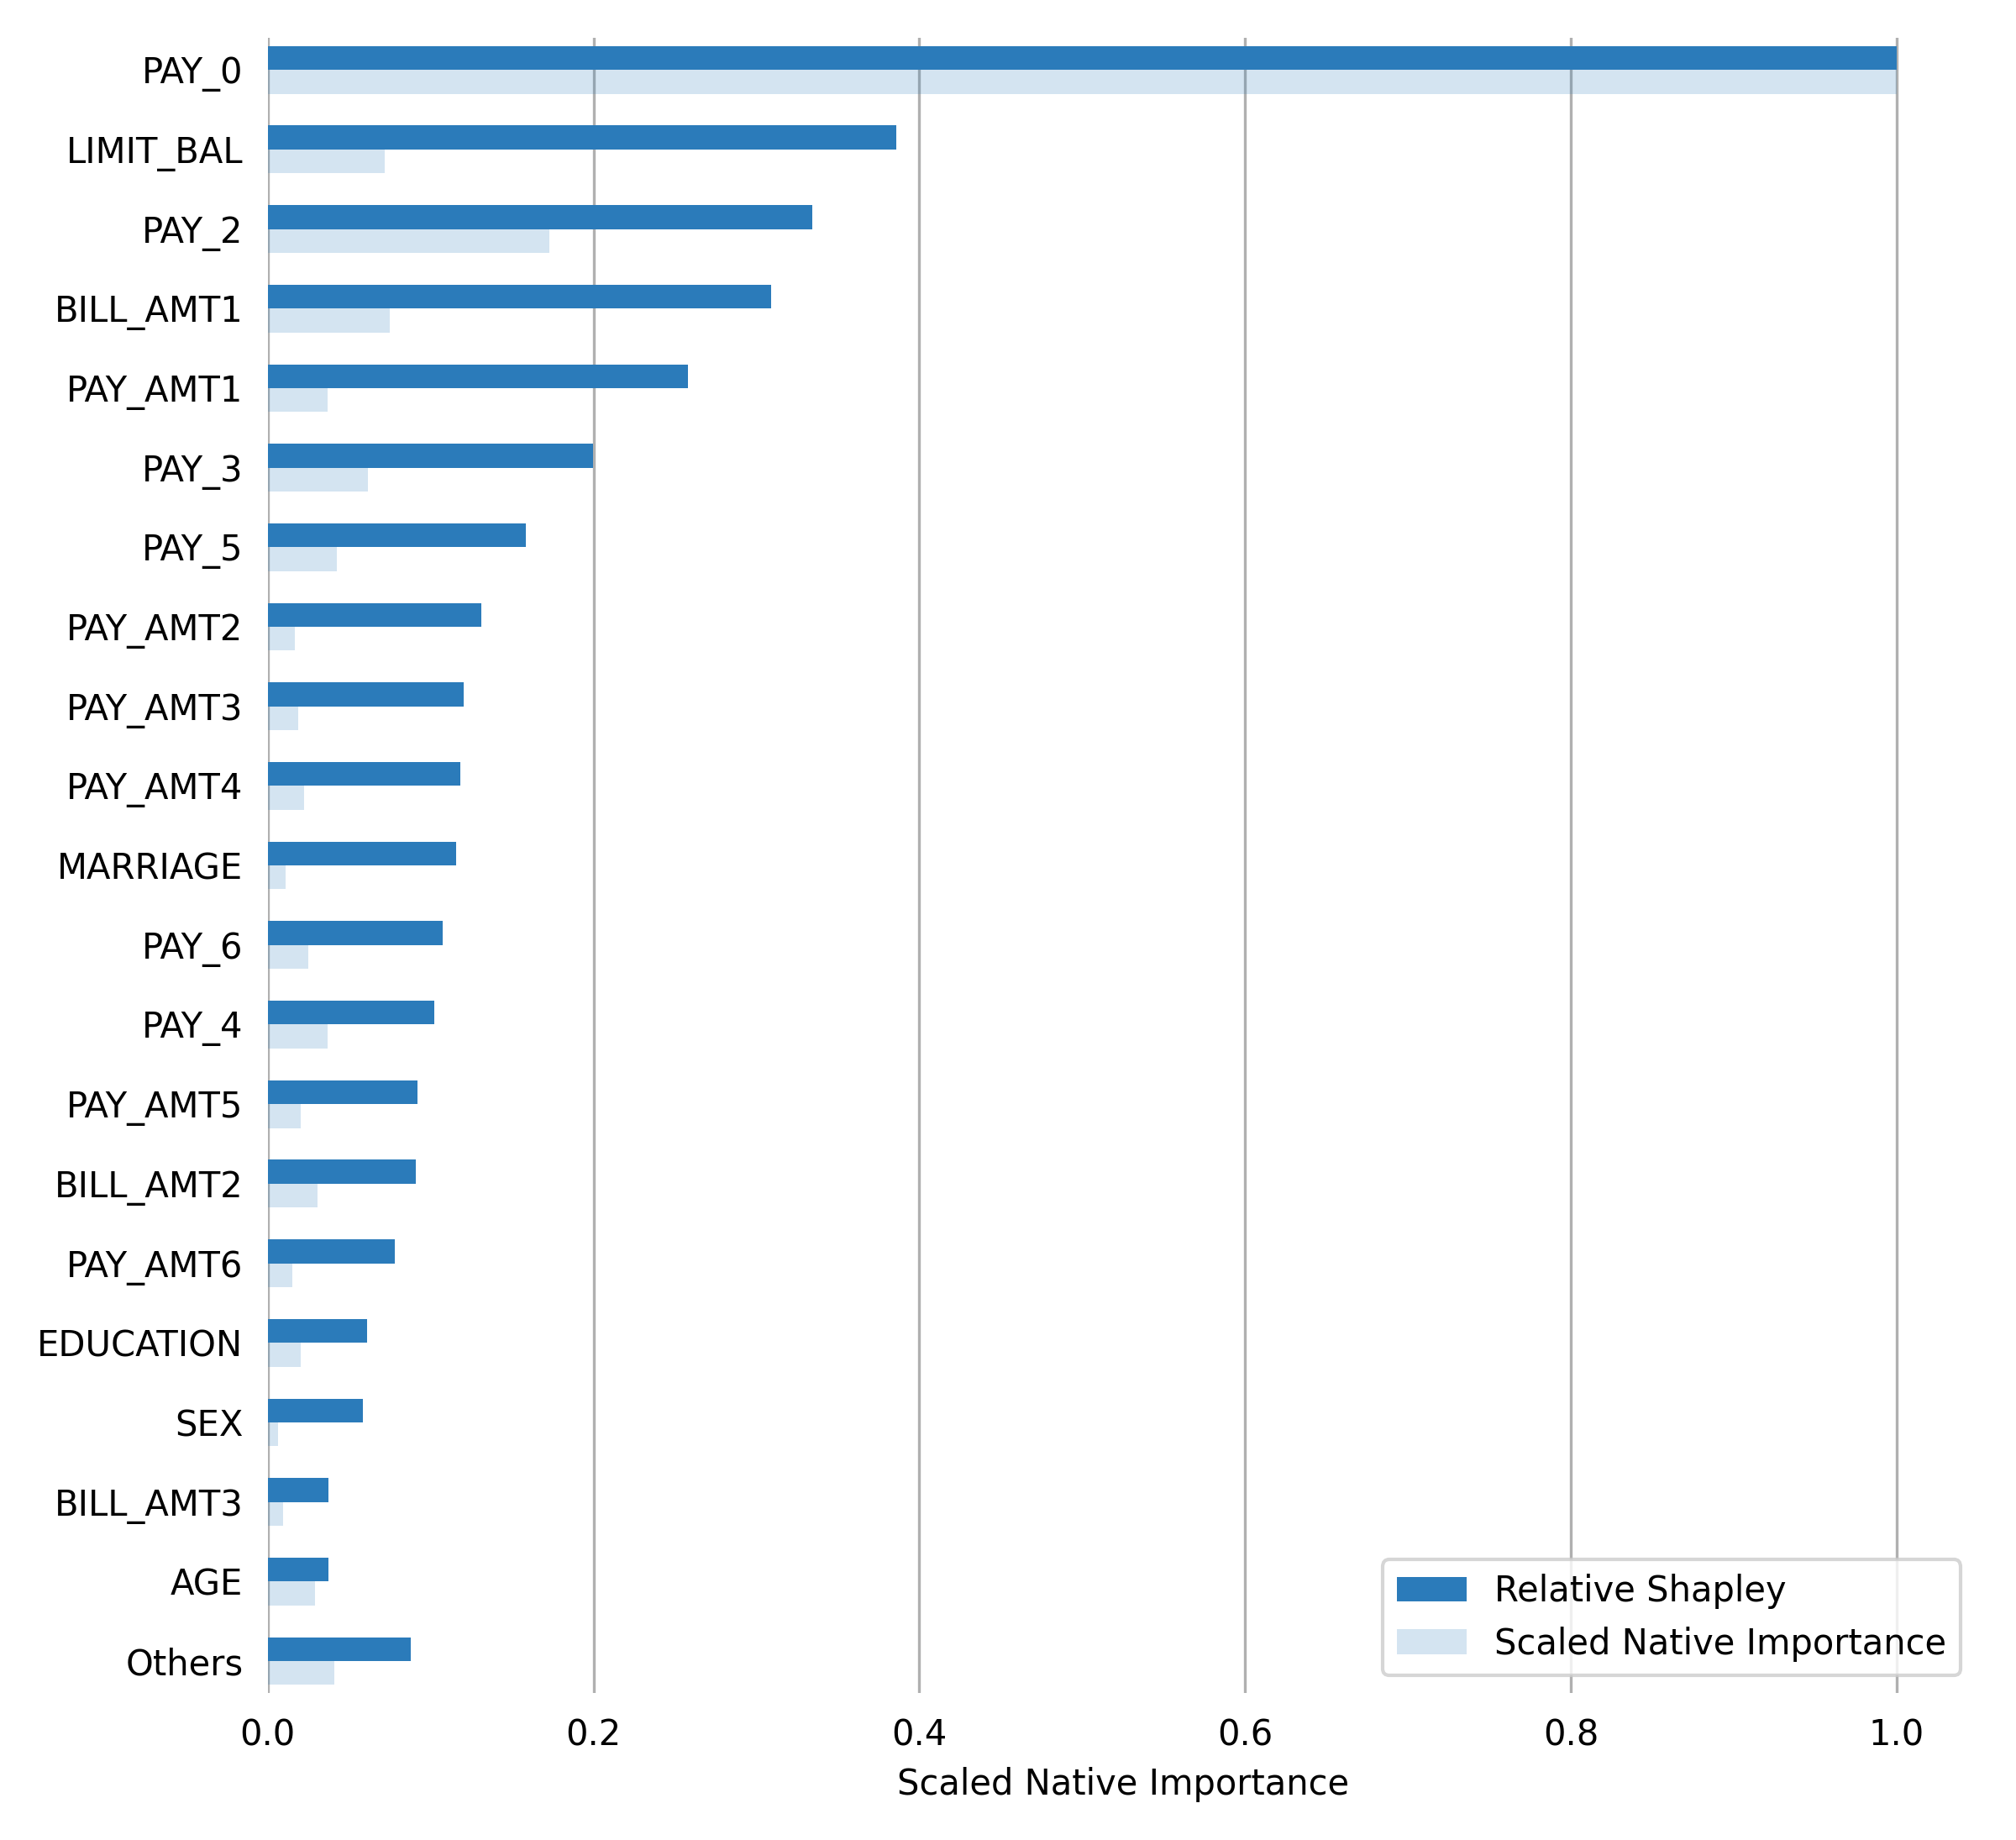 PAY_0
LIMIT_BAL
PAY_2
BILL_AMT1
PAY_AMT1
PAY_3
PAY_5
PAY_AMT2
PAY_AMT3
PAY_AMT4
MARRIAGE
PAY_6
PAY_4
PAY_AMT5
BILL_AMT2
PAY_AMT6
EDUCATION
SEX
BILL_AMT3
AGE
Others
Relative Shapley
Scaled Native Importance
0.0 0.2 0.4 0.6 0.8 1.0
Scaled Native Importance